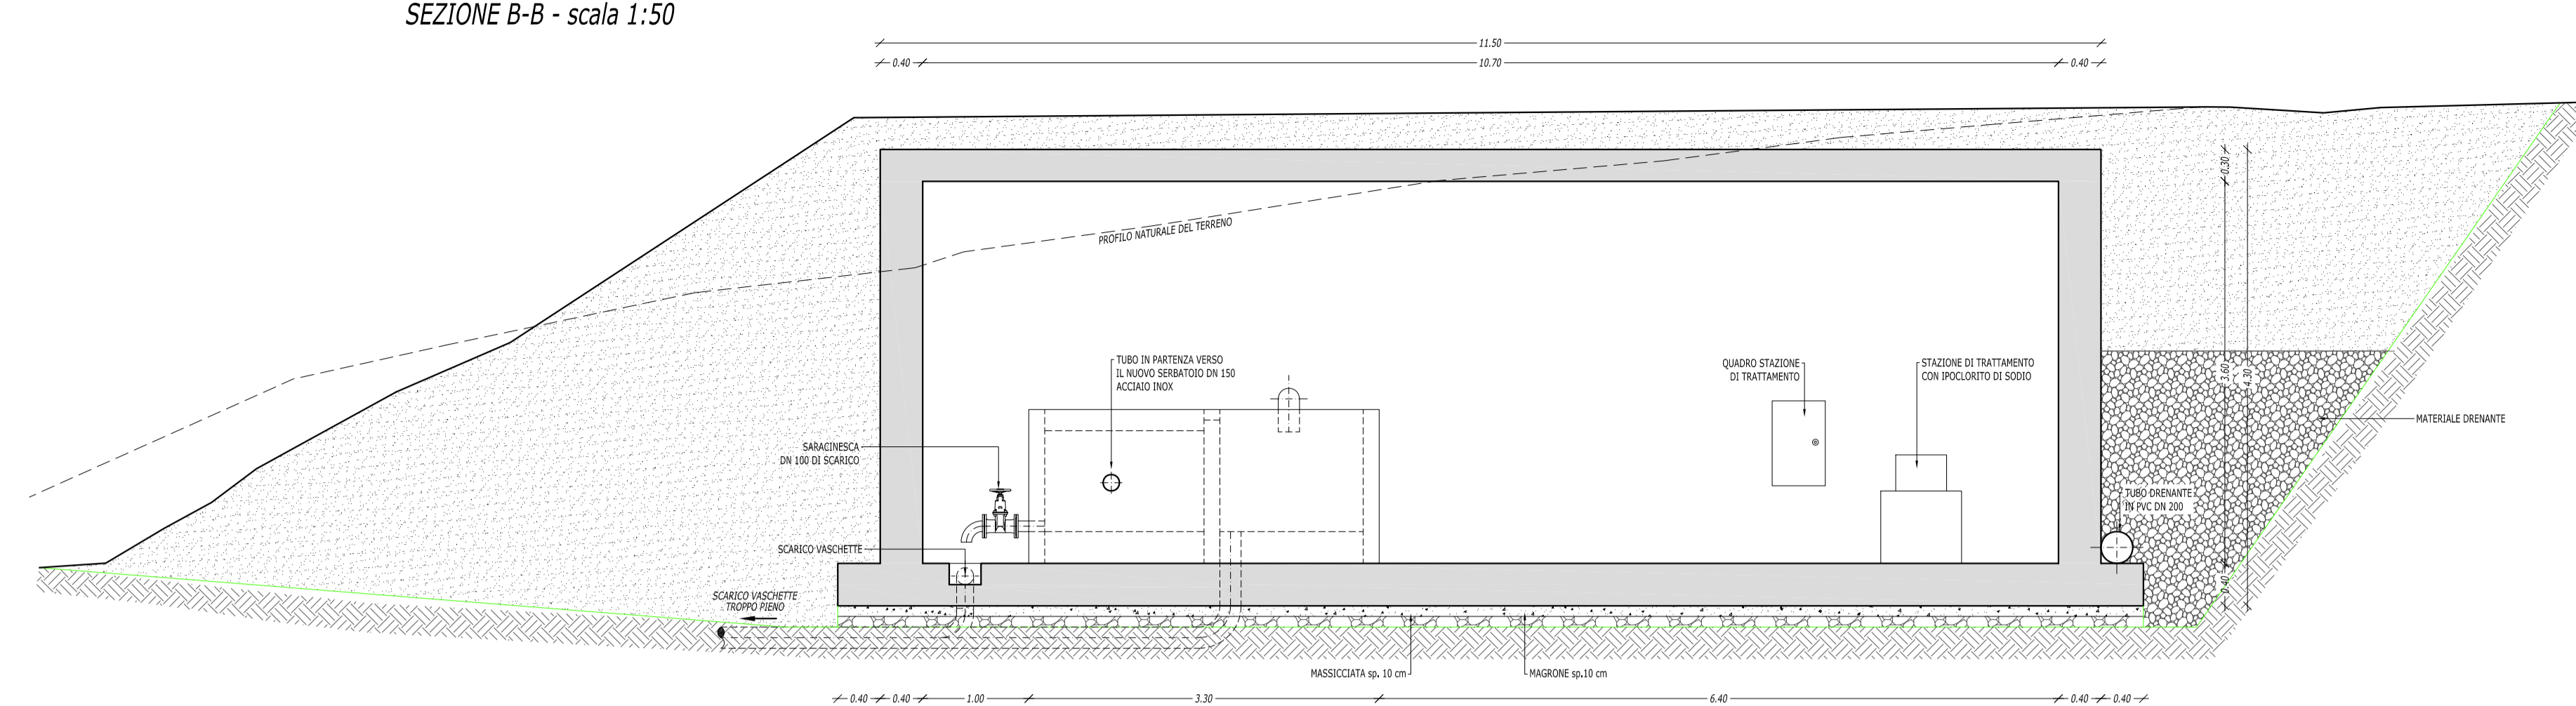 SEZIONE B-B - scala 1:50
11.50
0.40 10.70 0.40
0.30
PROFILO NATURALE DEL TERRENO
TUBO IN PARTENZA VERSO
IL NUOVO SERBATOIO DN 150
ACCIAIO INOX
QUADRO STAZIONE
DI TRATTAMENTO
STAZIONE DI TRATTAMENTO
CON IPOCLORITO DI SODIO
3.60
4.30
MATERIALE DRENANTE
SARACINESCA
DN 100 DI SCARICO
TUBO DRENANTE
IN PVC DN 200
SCARICO VASCHETTE
0.40
SCARICO VASCHETTE
TROPPO PIENO
MASSICCIATA sp. 10 cm
MAGRONE sp.10 cm
0.40 0.40 1.00 3.30 6.40 0.40 0.40